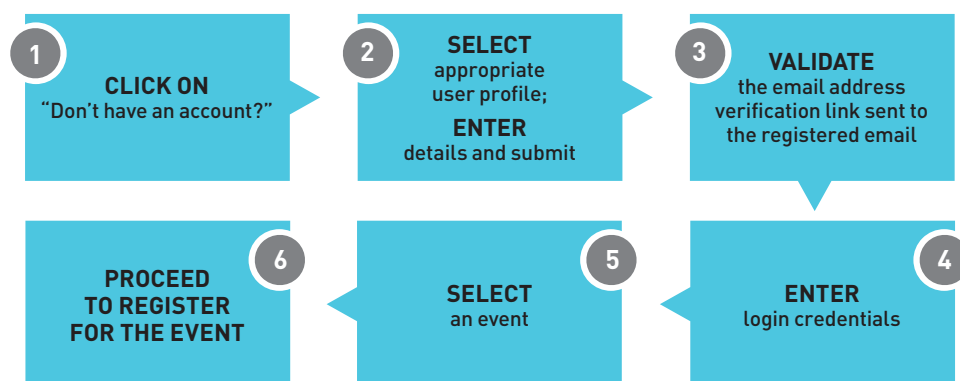 1
CLICK ON
“Don’t have an account?”
2
SELECT
appropriate
user profile;
ENTER
details and submit
3
VALIDATE
the email address
verification link sent to
the registered email
4
ENTER
login credentials
5
SELECT
an event
6
PROCEED
TO REGISTER
FOR THE EVENT